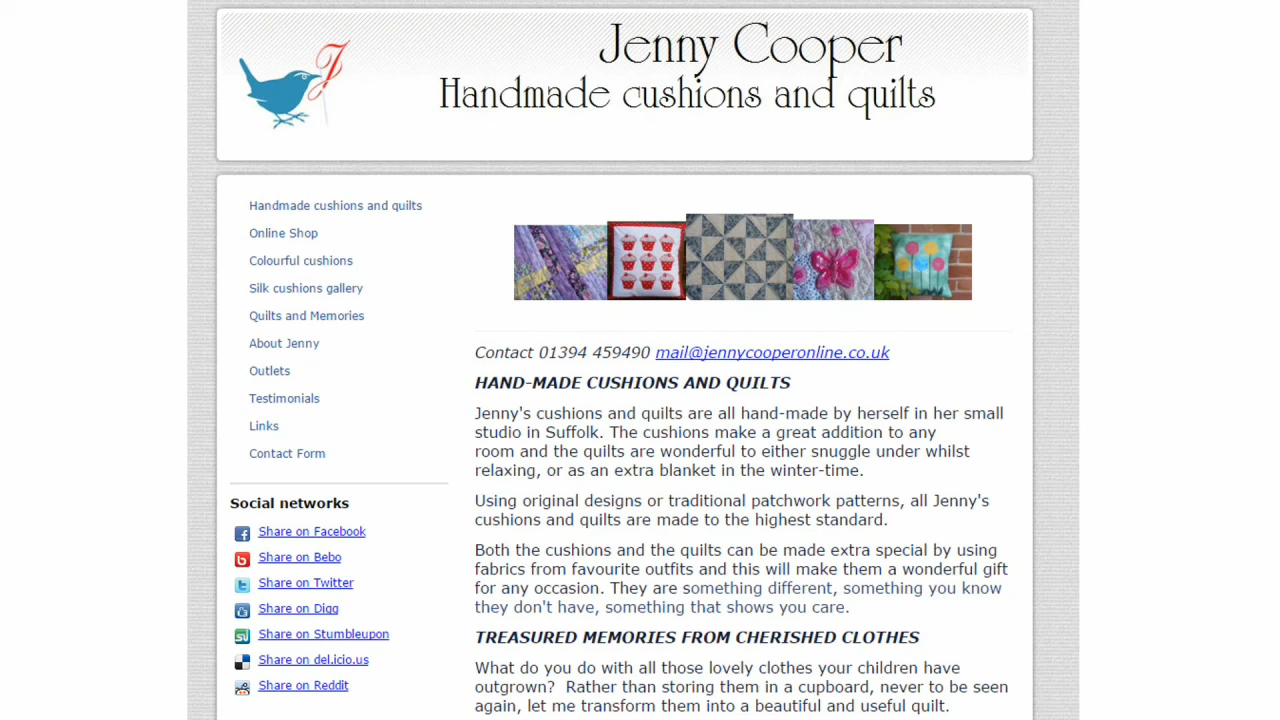 J
Jenny Cooper
Handmade cushions and quilts
Handmade cushions and quilts
Online Shop
Colourful cushions
Silk cushions gallery
Quilts and Memories
About Jenny
Outlets
Testimonials
Links
Contact Form
Social networks
Share on Facebook
Share on Bebo
Share on Twitter
Share on Digg
Share on Stumbleupon
Share on del.icio.us
Share on Reddit
Contact 01394 459490 mail@jennycooperonline.co.uk
HAND-MADE CUSHIONS AND QUILTS
Jenny's cushions and quilts are all hand-made by herself in her small
studio in Suffolk. The cushions make a great addition to any
room and the quilts are wonderful to either snuggle under whilst
relaxing, or as an extra blanket in the winter-time.
Using original designs or traditional patchwork patterns, all Jenny's
cushions and quilts are made to the highest standard.
Both the cushions and the quilts can be made extra special by using
fabrics from favourite outfits and this will make them a wonderful gift
for any occasion. They are something different, something you know
they don't have, something that shows you care.
TREASURED MEMORIES FROM CHERISHED CLOTHES
What do you do with all those lovely clothes your children have
outgrown?  Rather than storing them in a cupboard, never to be seen
again, let me transform them into a beautiful and useful quilt.